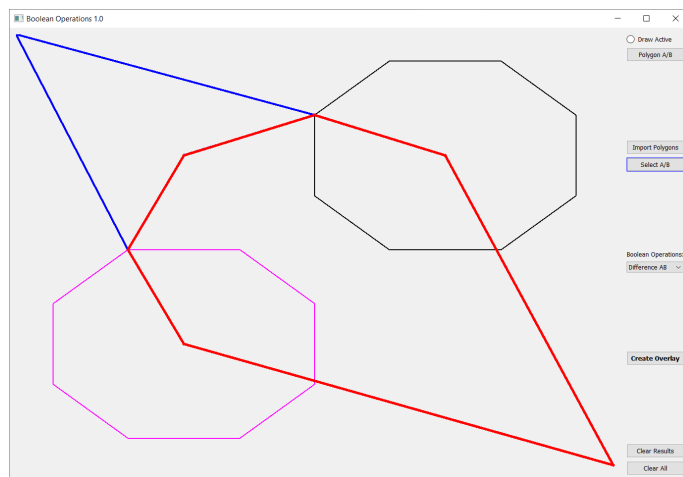 Boolean Operations 1.0
Draw Active
Polygon A/B
Import Polygons
Select A/B
Boolean Operations:
Difference AB
Create Overlay
Clear Results
Clear All